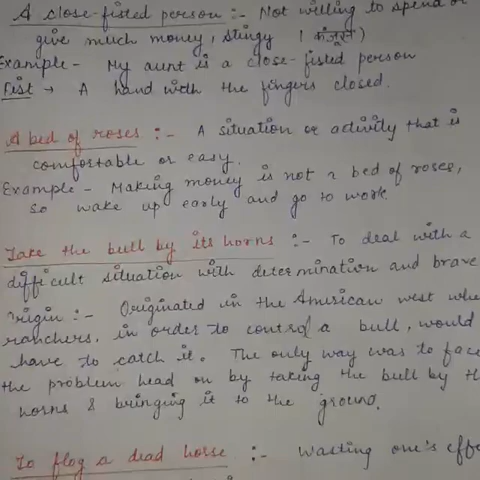 A close-fisted person :- Not willing to spend or
give much money, stingy (कंजूस)
Example - My aunt is a close-fisted person
Fist → A hand with the fingers closed.
A bed of roses :- A situation or activity that is
comfortable or easy.
Example - Making money is not a bed of roses,
so wake up early and go to work.
Take the bull by its horns :- To deal with a
difficult situation with determination and brave
Origin :- Originated in the American west whe
ranchers, in order to control a bull, would
have to catch it. The only way was to face
the problem head on by taking the bull by th
horns & bringing it to the ground.
To flog a dead horse :- Wasting one's effo